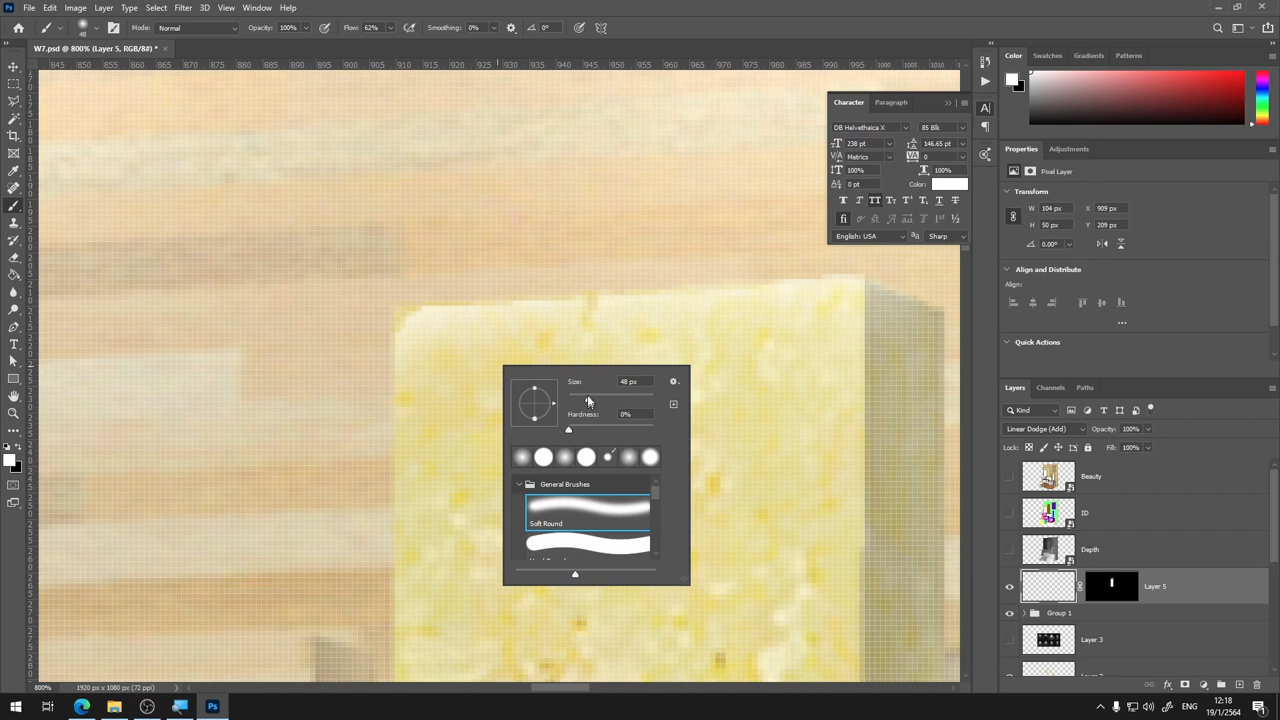 Ps File Edit Image Layer Type Select Filter 3D View Window Help
48 Mode: Normal Opacity: 100% Flow: 62% Smoothing: 0% 0°
W7.psd @ 800% (Layer 5, RGB/8#) *
845 850 855 860 865 870 875 880 885 890 895 900 905 910 915 920 925 930 935 940 945 950 955 960 965 970 975 980 985 990 995 1000 1005 1010
Color Swatches Gradients Patterns
Character Paragraph
DB Helvethaica X 85 Blk
238 pt 146.65 pt
Metrics 0
100% 100%
0 pt Color:
English: USA Sharp
Properties Adjustments
Pixel Layer
Transform
W 104 px X 909 px
H 50 px Y 209 px
0.00°
Align and Distribute
Align:
Quick Actions
Size: 48 px
Hardness: 0%
General Brushes
Soft Round
Layers Channels Paths
Kind
Linear Dodge (Add) Opacity: 100%
Lock: Fill: 100%
Beauty
ID
Depth
Layer 5
Group 1
Layer 3
800% 1920 px x 1080 px (72 ppi)
ENG 12:18
19/1/2564